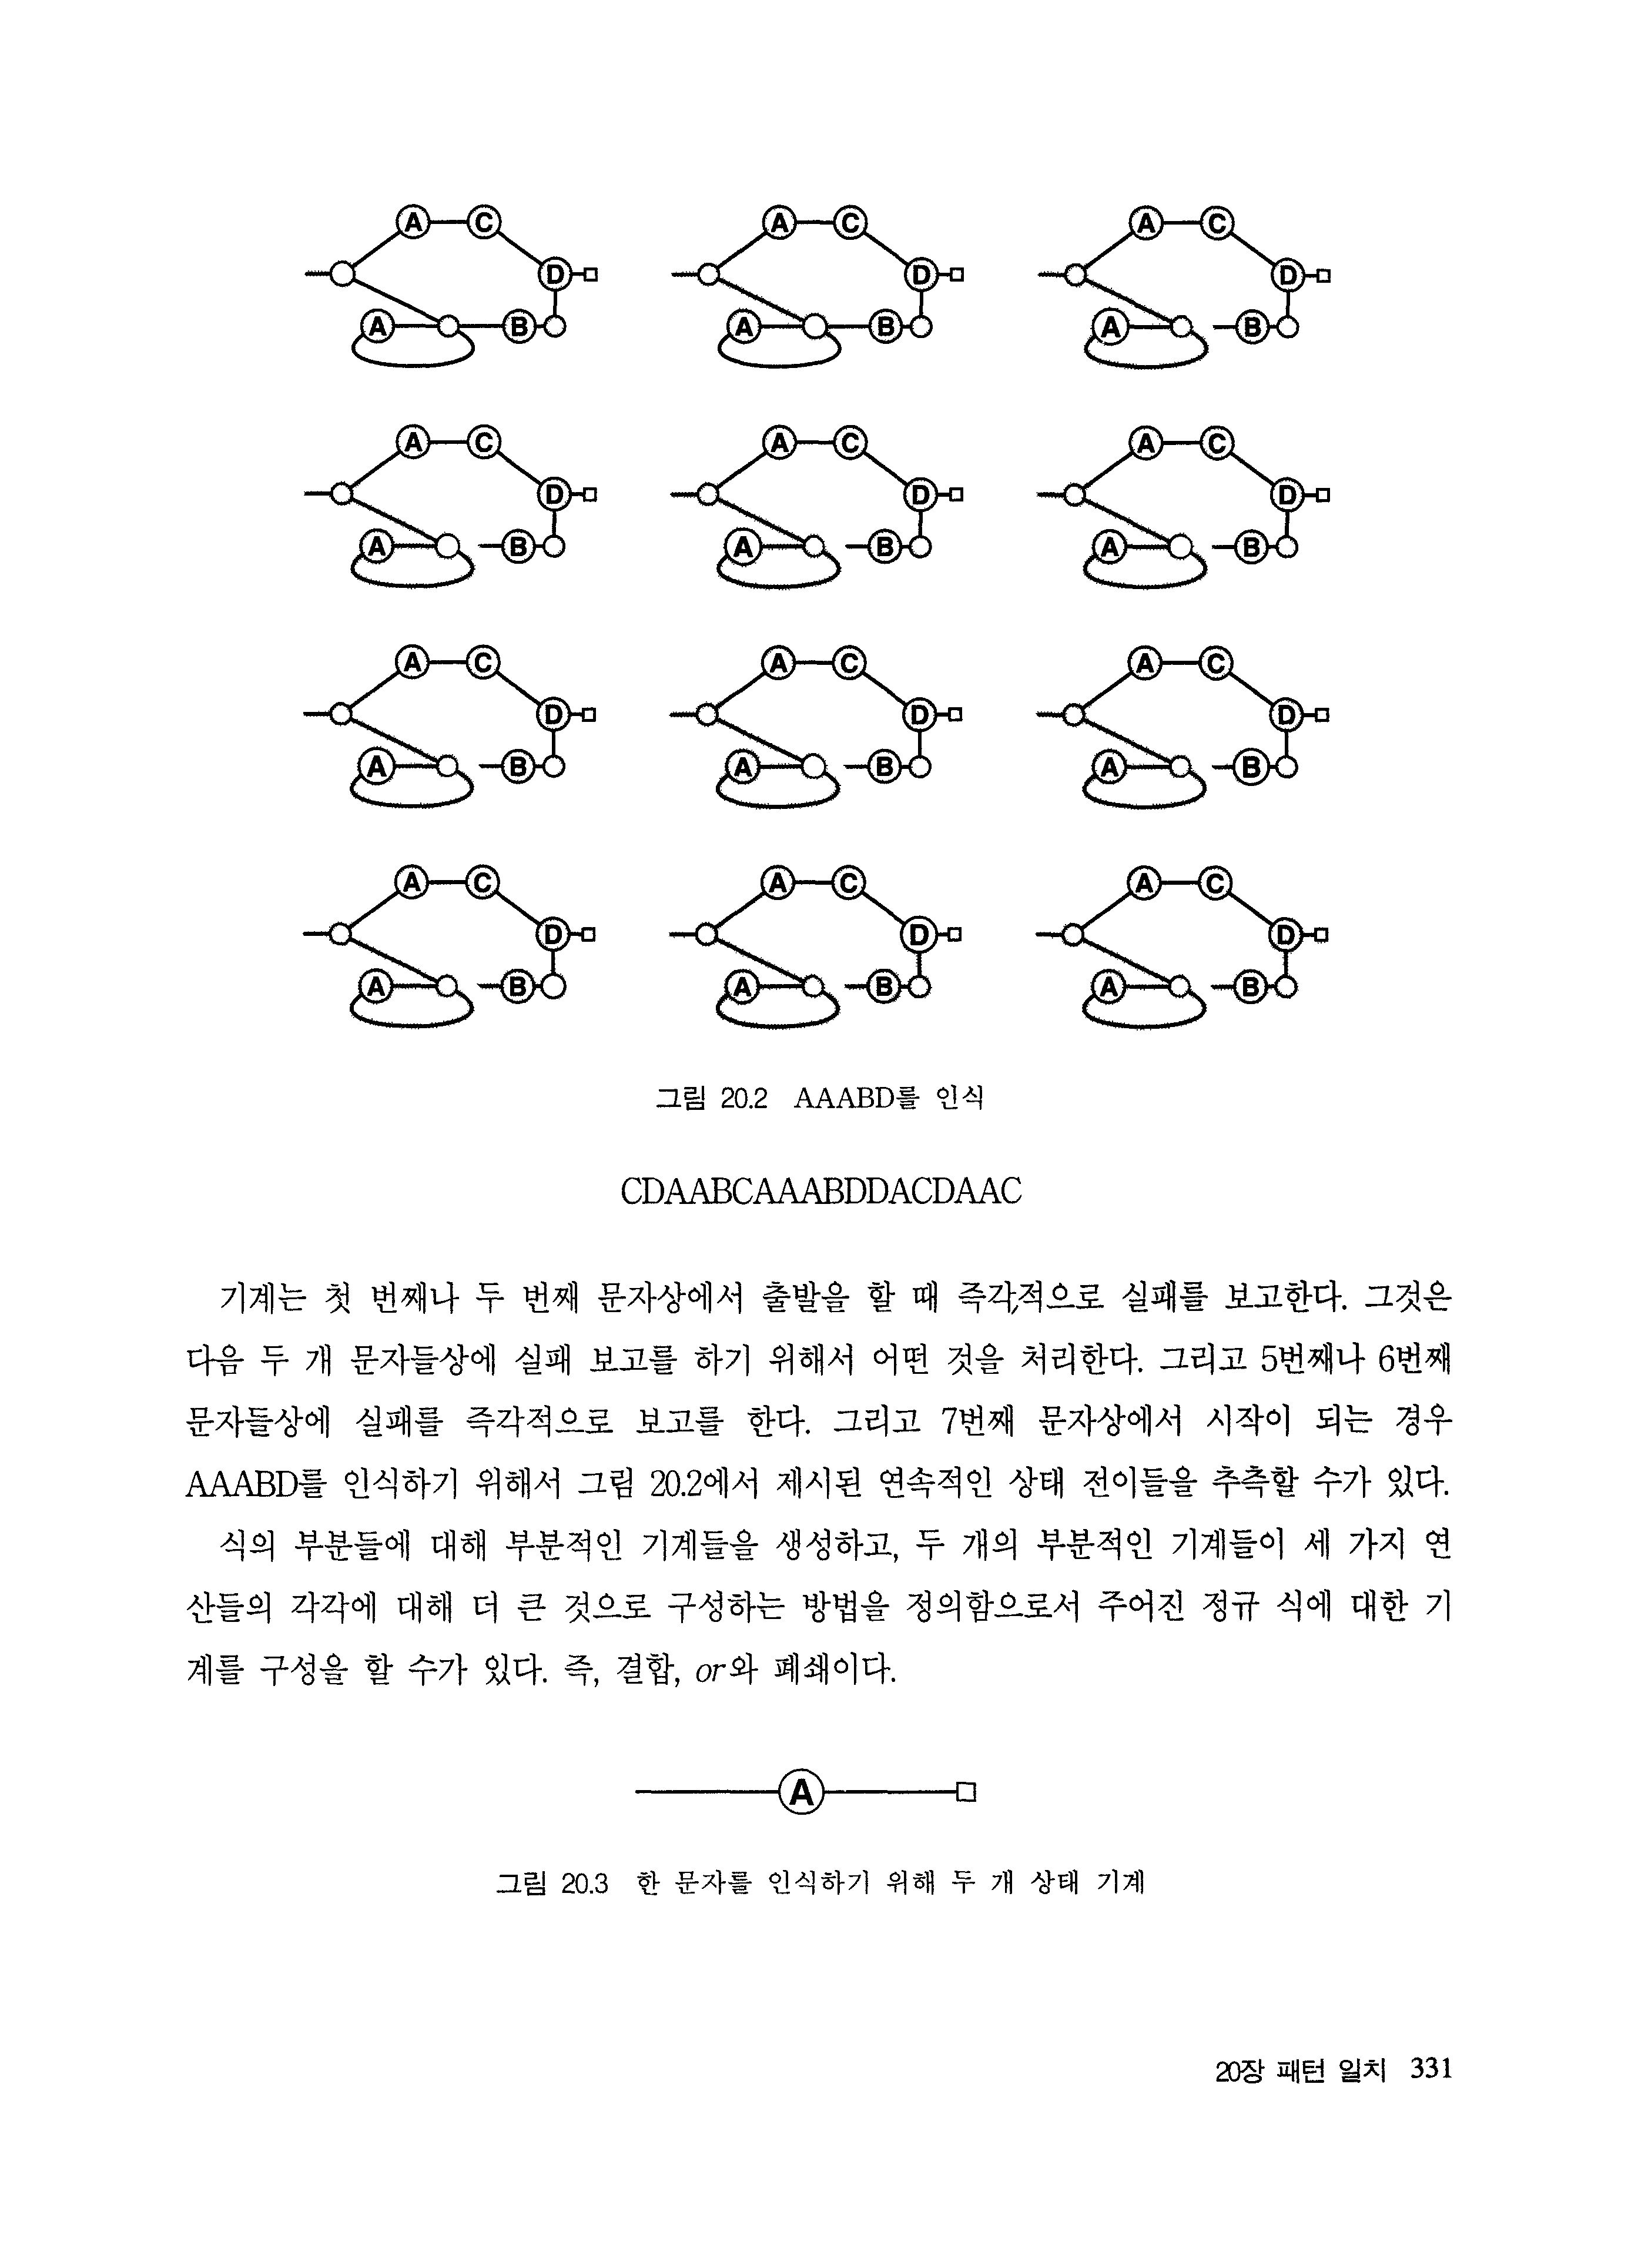 A C D A B
A C D A B
A C D A B
A C D A B
A C D A B
A C D A B
A C D A B
A C D A B
A C D A B
A C D A B
A C D A B
A C D A B
그림 20.2 AAABD를 인식
CDAABCAAABDDACDAAC
기계는 첫 번째나 두 번째 문자상에서 출발을 할 때 즉각적으로 실패를 보고한다. 그것은
다음 두 개 문자들상에 실패 보고를 하기 위해서 어떤 것을 처리한다. 그리고 5번째나 6번째
문자들상에 실패를 즉각적으로 보고를 한다. 그리고 7번째 문자상에서 시작이 되는 경우
AAABD를 인식하기 위해서 그림 20.2에서 제시된 연속적인 상태 전이들을 추측할 수가 있다.
식의 부분들에 대해 부분적인 기계들을 생성하고, 두 개의 부분적인 기계들이 세 가지 연
산들의 각각에 대해 더 큰 것으로 구성하는 방법을 정의함으로서 주어진 정규 식에 대한 기
계를 구성을 할 수가 있다. 즉, 결합, or와 폐쇄이다.
A
그림 20.3 한 문자를 인식하기 위해 두 개 상태 기계
20장 패턴 일치 331